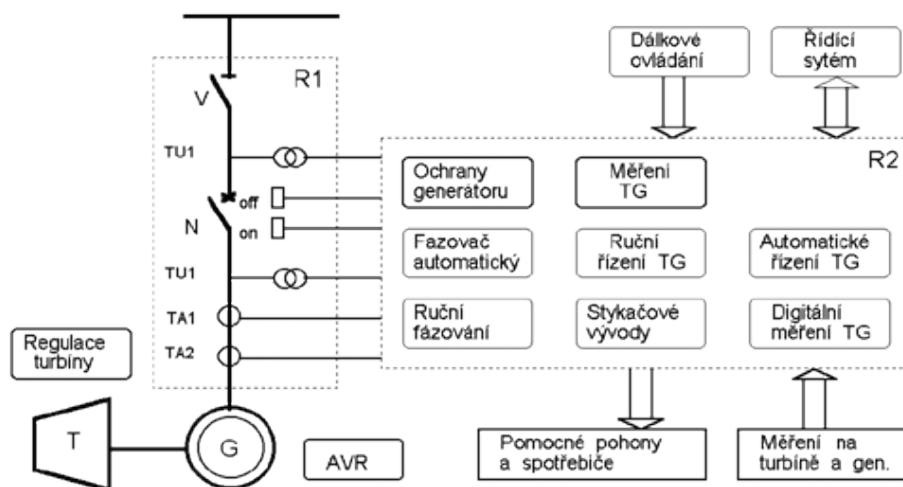 R1
V
TU1
off
N
on
TU1
TA1
TA2
Regulace
turbíny
T
G
AVR
Dálkové
ovládání
Řídící
sytém
R2
Ochrany
generátoru
Měření
TG
Fazovač
automatický
Ruční
řízení TG
Automatické
řízení TG
Ruční
fázování
Stykačové
vývody
Digitální
měření TG
Pomocné pohony
a spotřebiče
Měření na
turbíně a gen.